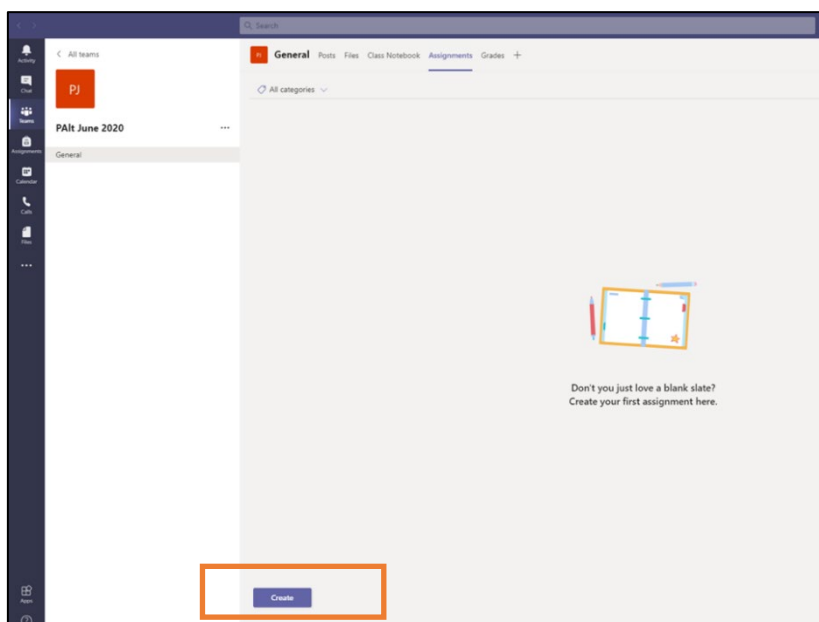 Search
Activity
Chat
Teams
Assignments
Calendar
Calls
Files
Apps
All teams
PJ
PAlt June 2020
General
PJ General Posts Files Class Notebook Assignments Grades
All categories
Don't you just love a blank slate?
Create your first assignment here.
Create